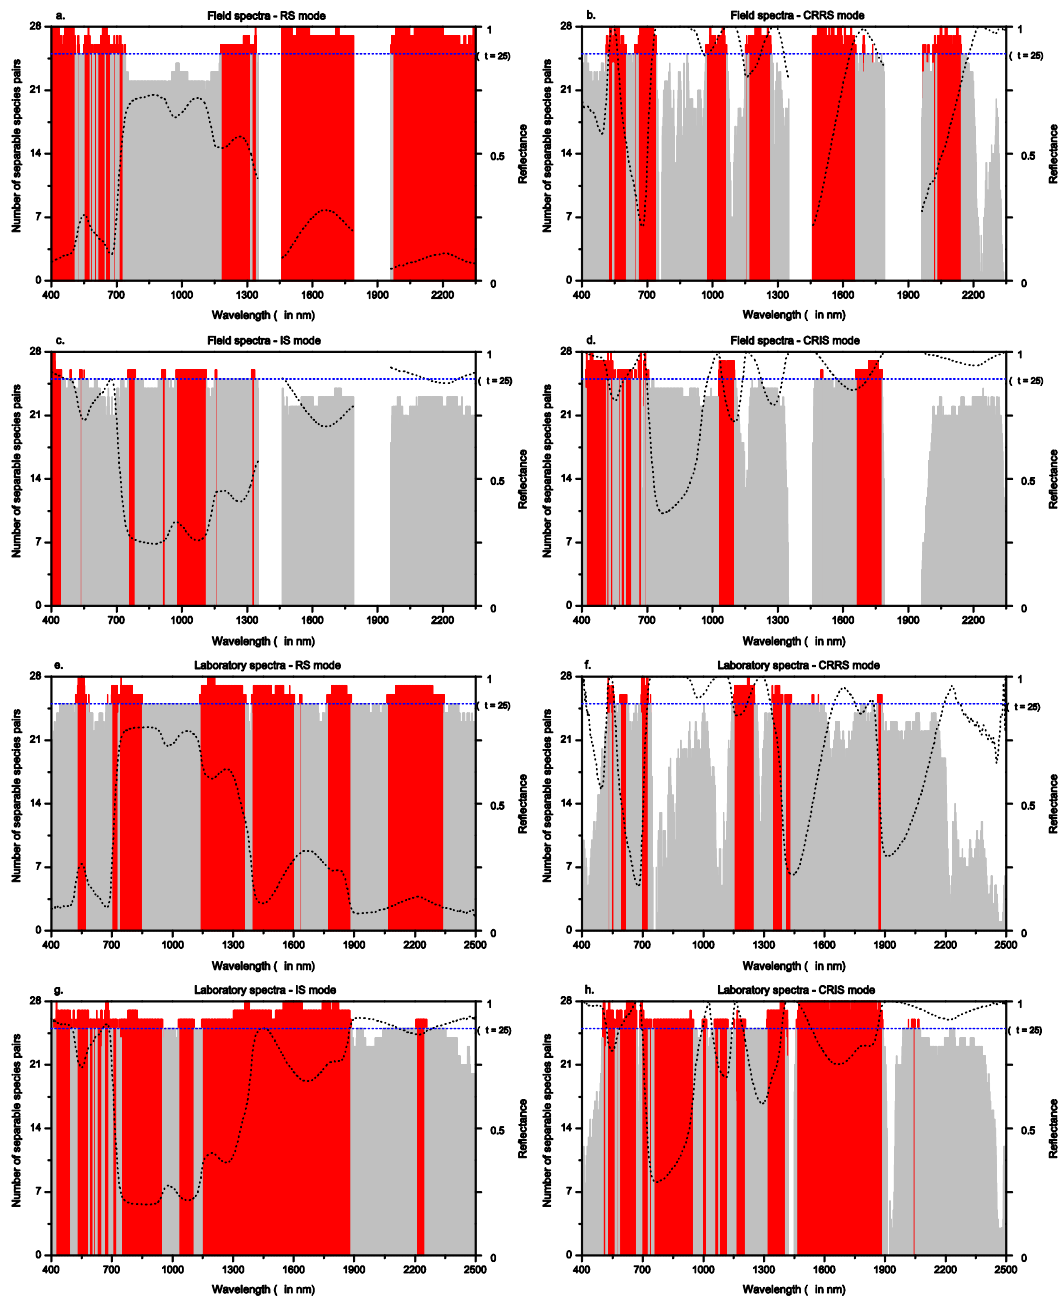 a.
Field spectra - RS mode
28
21
14
7
0
Number of separable species pairs
1
( t = 25)
0.5
0
Reflectance
400 700 1000 1300 1600 1900 2200
Wavelength ( in nm)
b.
Field spectra - CRRS mode
28
21
14
7
0
Number of separable species pairs
1
( t = 25)
0.5
0
Reflectance
400 700 1000 1300 1600 1900 2200
Wavelength ( in nm)
c.
Field spectra - IS mode
28
21
14
7
0
Number of separable species pairs
1
( t = 25)
0.5
0
Reflectance
400 700 1000 1300 1600 1900 2200
Wavelength ( in nm)
d.
Field spectra - CRIS mode
28
21
14
7
0
Number of separable species pairs
1
( t = 25)
0.5
0
Reflectance
400 700 1000 1300 1600 1900 2200
Wavelength ( in nm)
e.
Laboratory spectra - RS mode
28
21
14
7
0
Number of separable species pairs
1
( t = 25)
0.5
0
Reflectance
400 700 1000 1300 1600 1900 2200 2500
Wavelength ( in nm)
f.
Laboratory spectra - CRRS mode
28
21
14
7
0
Number of separable species pairs
1
( t = 25)
0.5
0
Reflectance
400 700 1000 1300 1600 1900 2200 2500
Wavelength ( in nm)
g.
Laboratory spectra - IS mode
28
21
14
7
0
Number of separable species pairs
1
( t = 25)
0.5
0
Reflectance
400 700 1000 1300 1600 1900 2200 2500
Wavelength ( in nm)
h.
Laboratory spectra - CRIS mode
28
21
14
7
0
Number of separable species pairs
1
( t = 25)
0.5
0
Reflectance
400 700 1000 1300 1600 1900 2200 2500
Wavelength ( in nm)